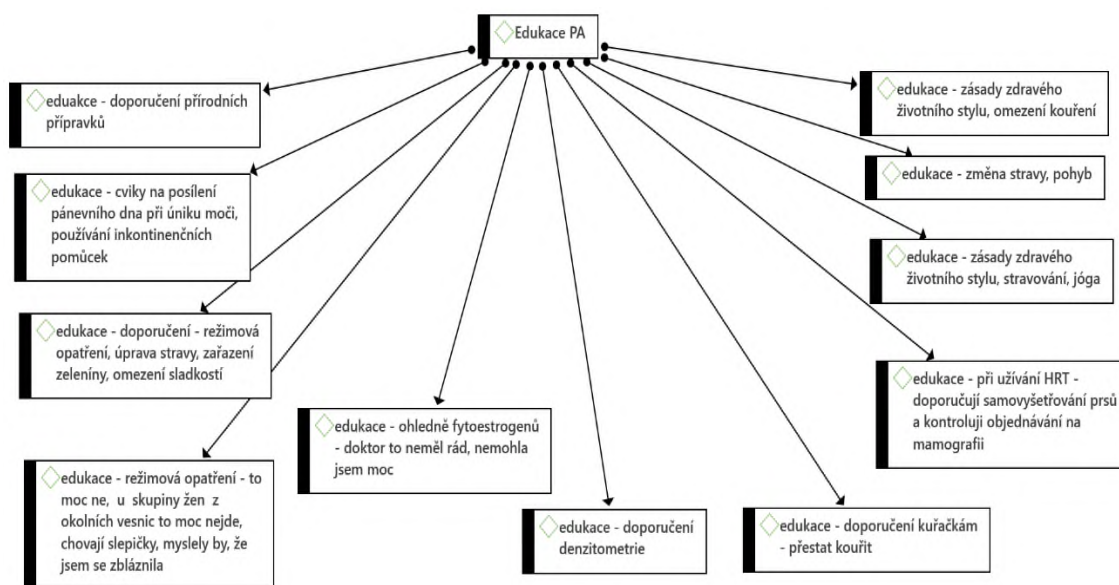 Edukace PA
eduakce - doporučení přírodních
přípravků
edukace - cviky na posílení
pánevního dna při úniku moči,
používání inkontinenčních
pomůcek
edukace - doporučení - režimová
opatření, úprava stravy, zařazení
zeleníny, omezení sladkostí
edukace - režimová opatření - to
moc ne, u skupiny žen z
okolních vesnic to moc nejde,
chovají slepičky, myslely by, že
jsem se zbláznila
edukace - ohledně fytoestrogenů
- doktor to neměl rád, nemohla
jsem moc
edukace - doporučení
denzitometrie
edukace - doporučení kuřačkám
- přestat kouřit
edukace - při užívání HRT -
doporučují samovyšetřování prsů
a kontroluji objednávání na
mamografii
edukace - zásady zdravého
životního stylu, stravování, jóga
edukace - změna stravy, pohyb
edukace - zásady zdravého
životního stylu, omezení kouření